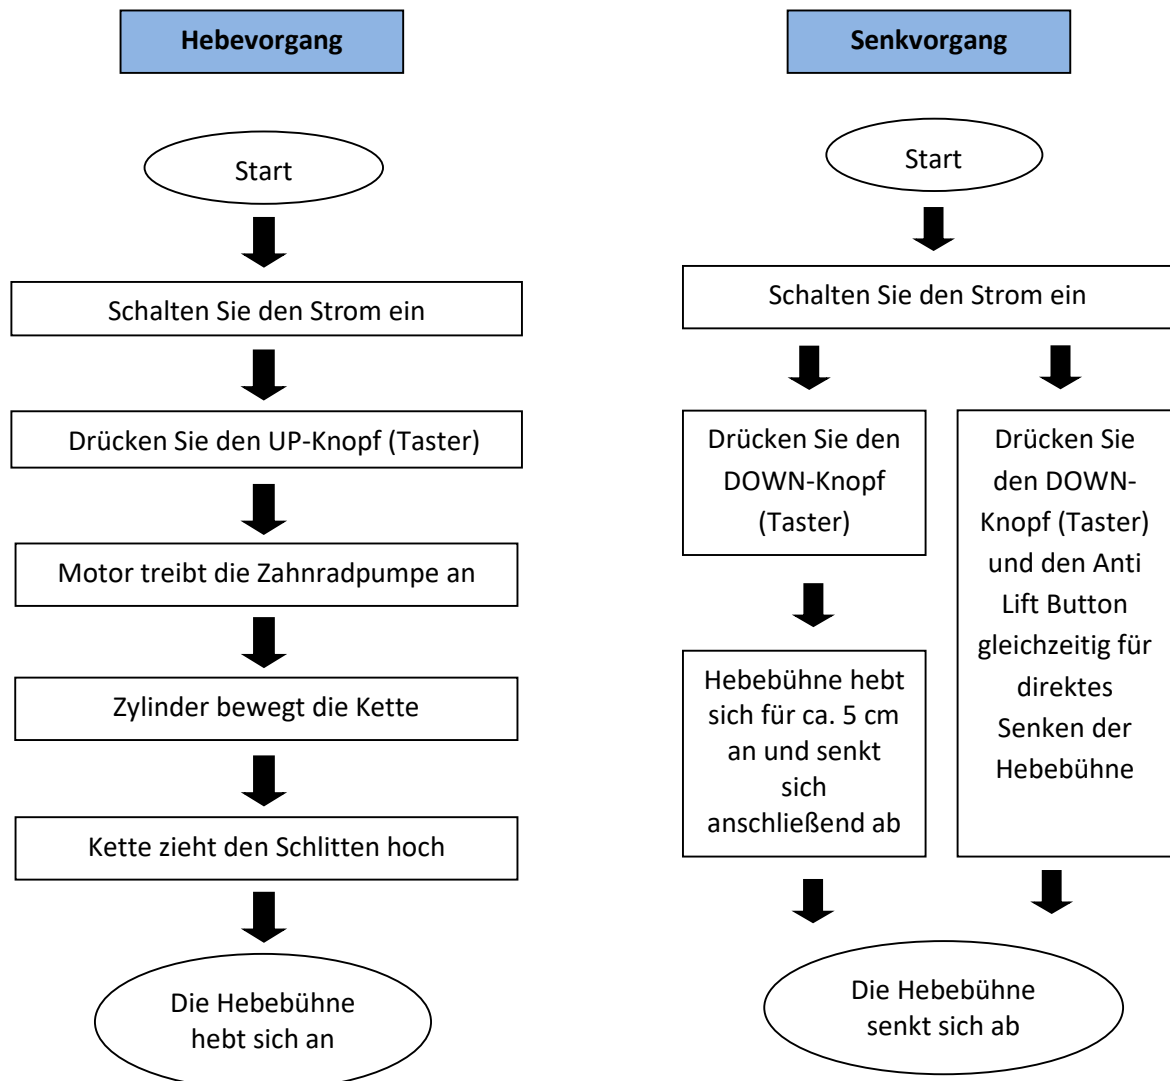 Hebevorgang
Start
Schalten Sie den Strom ein
Drücken Sie den UP-Knopf (Taster)
Motor treibt die Zahnradpumpe an
Zylinder bewegt die Kette
Kette zieht den Schlitten hoch
Die Hebebühne
hebt sich an
Senkvorgang
Start
Schalten Sie den Strom ein
Drücken Sie den
DOWN-Knopf
(Taster)
Hebebühne hebt
sich für ca. 5 cm
an und senkt
sich
anschließend ab
Drücken Sie
den DOWN-
Knopf (Taster)
und den Anti
Lift Button
gleichzeitig für
direktes
Senken der
Hebebühne
Die Hebebühne
senkt sich ab